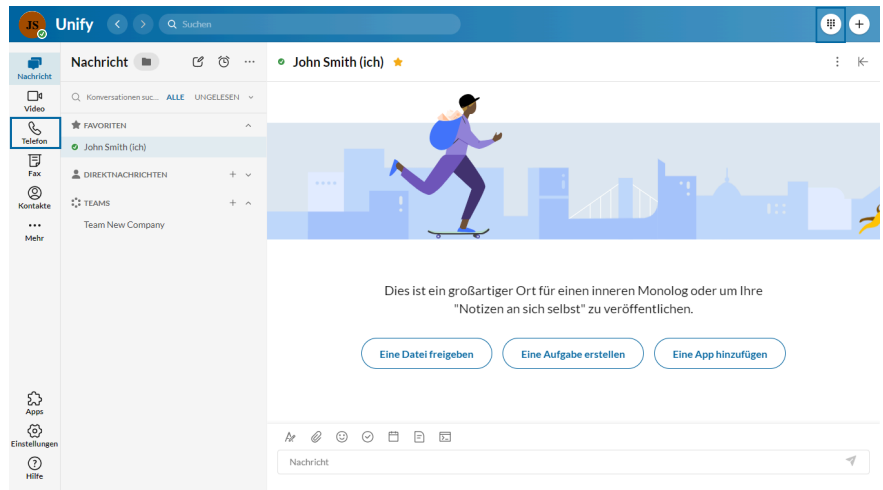 JS Unify Suchen
Nachricht
Video
Telefon
Fax
Kontakte
Mehr
Apps
Einstellungen
Hilfe
Nachricht
Konversationen suc... ALLE UNGELESEN
FAVORITEN
John Smith (ich)
DIREKTNACHRICHTEN
TEAMS
Team New Company
John Smith (ich)
Dies ist ein großartiger Ort für einen inneren Monolog oder um Ihre
"Notizen an sich selbst" zu veröffentlichen.
Eine Datei freigeben Eine Aufgabe erstellen Eine App hinzufügen
Nachricht